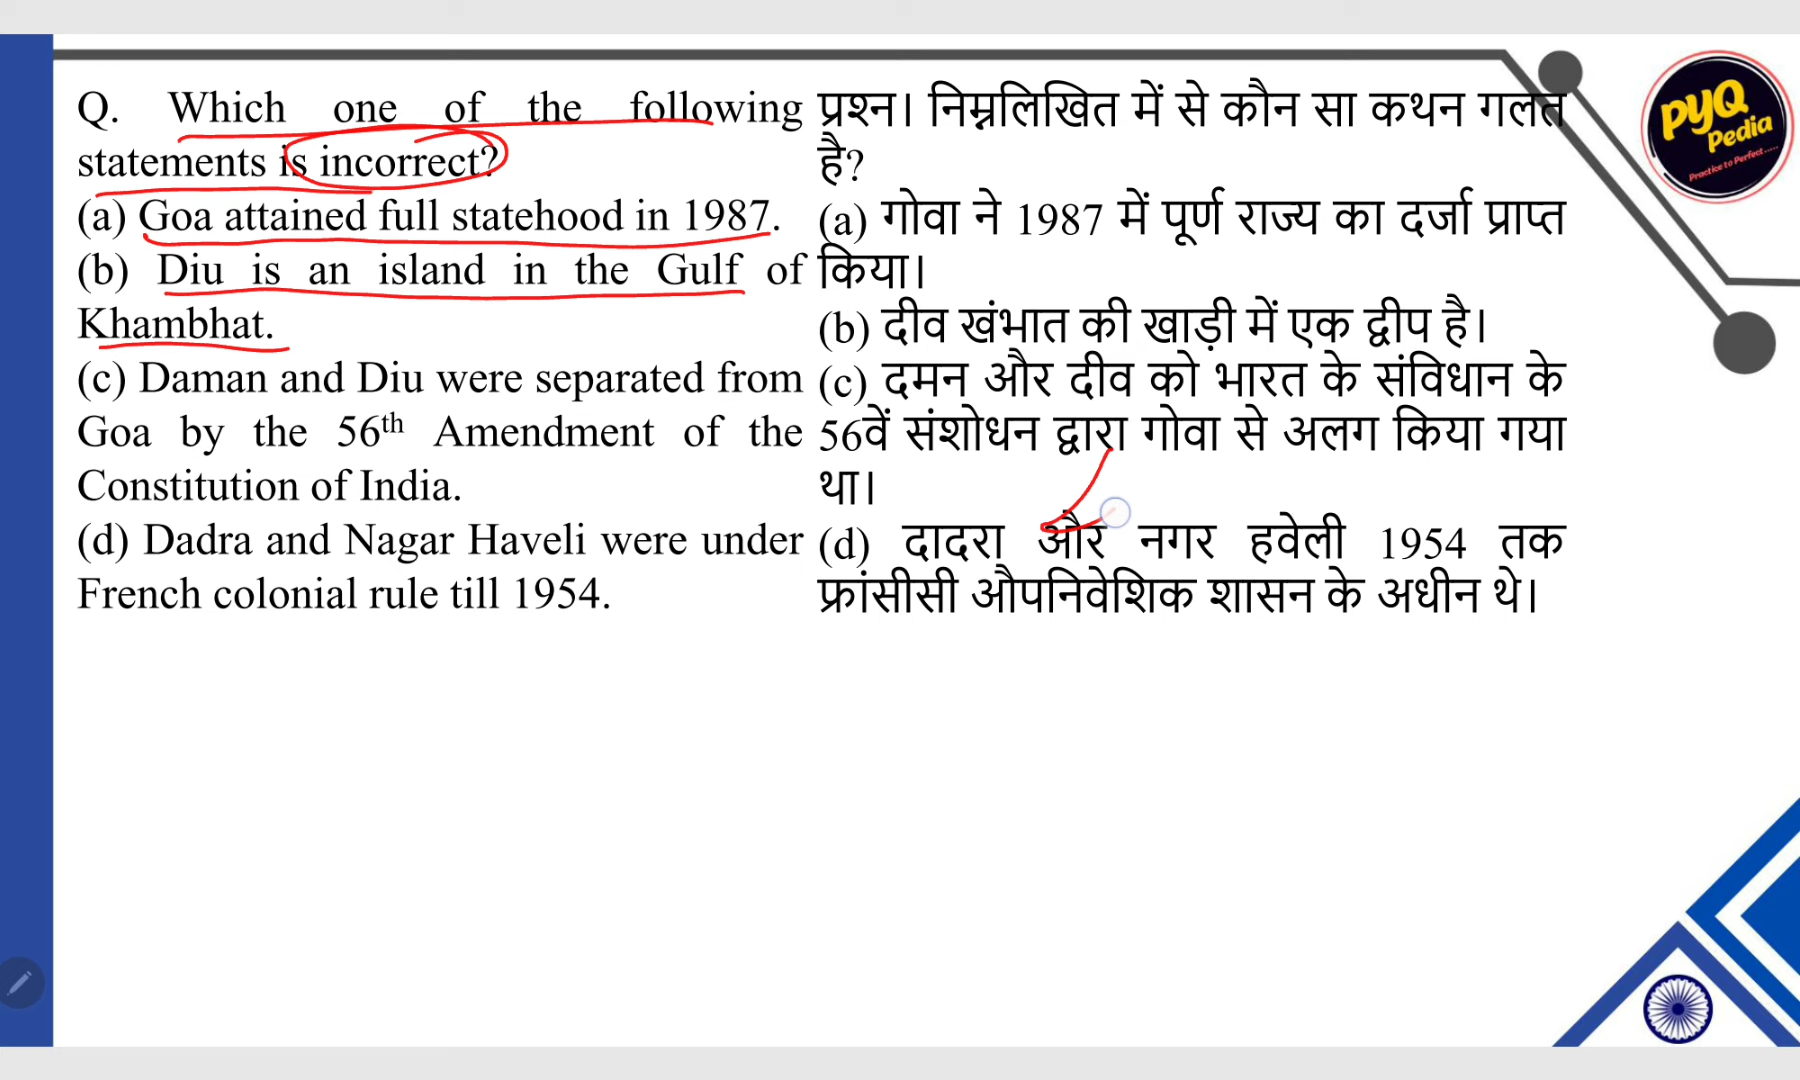 Q. Which one of the following
statements is incorrect?
(a) Goa attained full statehood in 1987.
(b) Diu is an island in the Gulf of
Khambhat.
(c) Daman and Diu were separated from
Goa by the 56th Amendment of the
Constitution of India.
(d) Dadra and Nagar Haveli were under
French colonial rule till 1954.
प्रश्न। निम्नलिखित में से कौन सा कथन गलत
है?
(a) गोवा ने 1987 में पूर्ण राज्य का दर्जा प्राप्त
किया।
(b) दीव खंभात की खाड़ी में एक द्वीप है।
(c) दमन और दीव को भारत के संविधान के
56वें संशोधन द्वारा गोवा से अलग किया गया
था।
(d) दादरा और नगर हवेली 1954 तक
फ्रांसीसी औपनिवेशिक शासन के अधीन थे।
PYQ
Pedia
Practice to Perfect.....